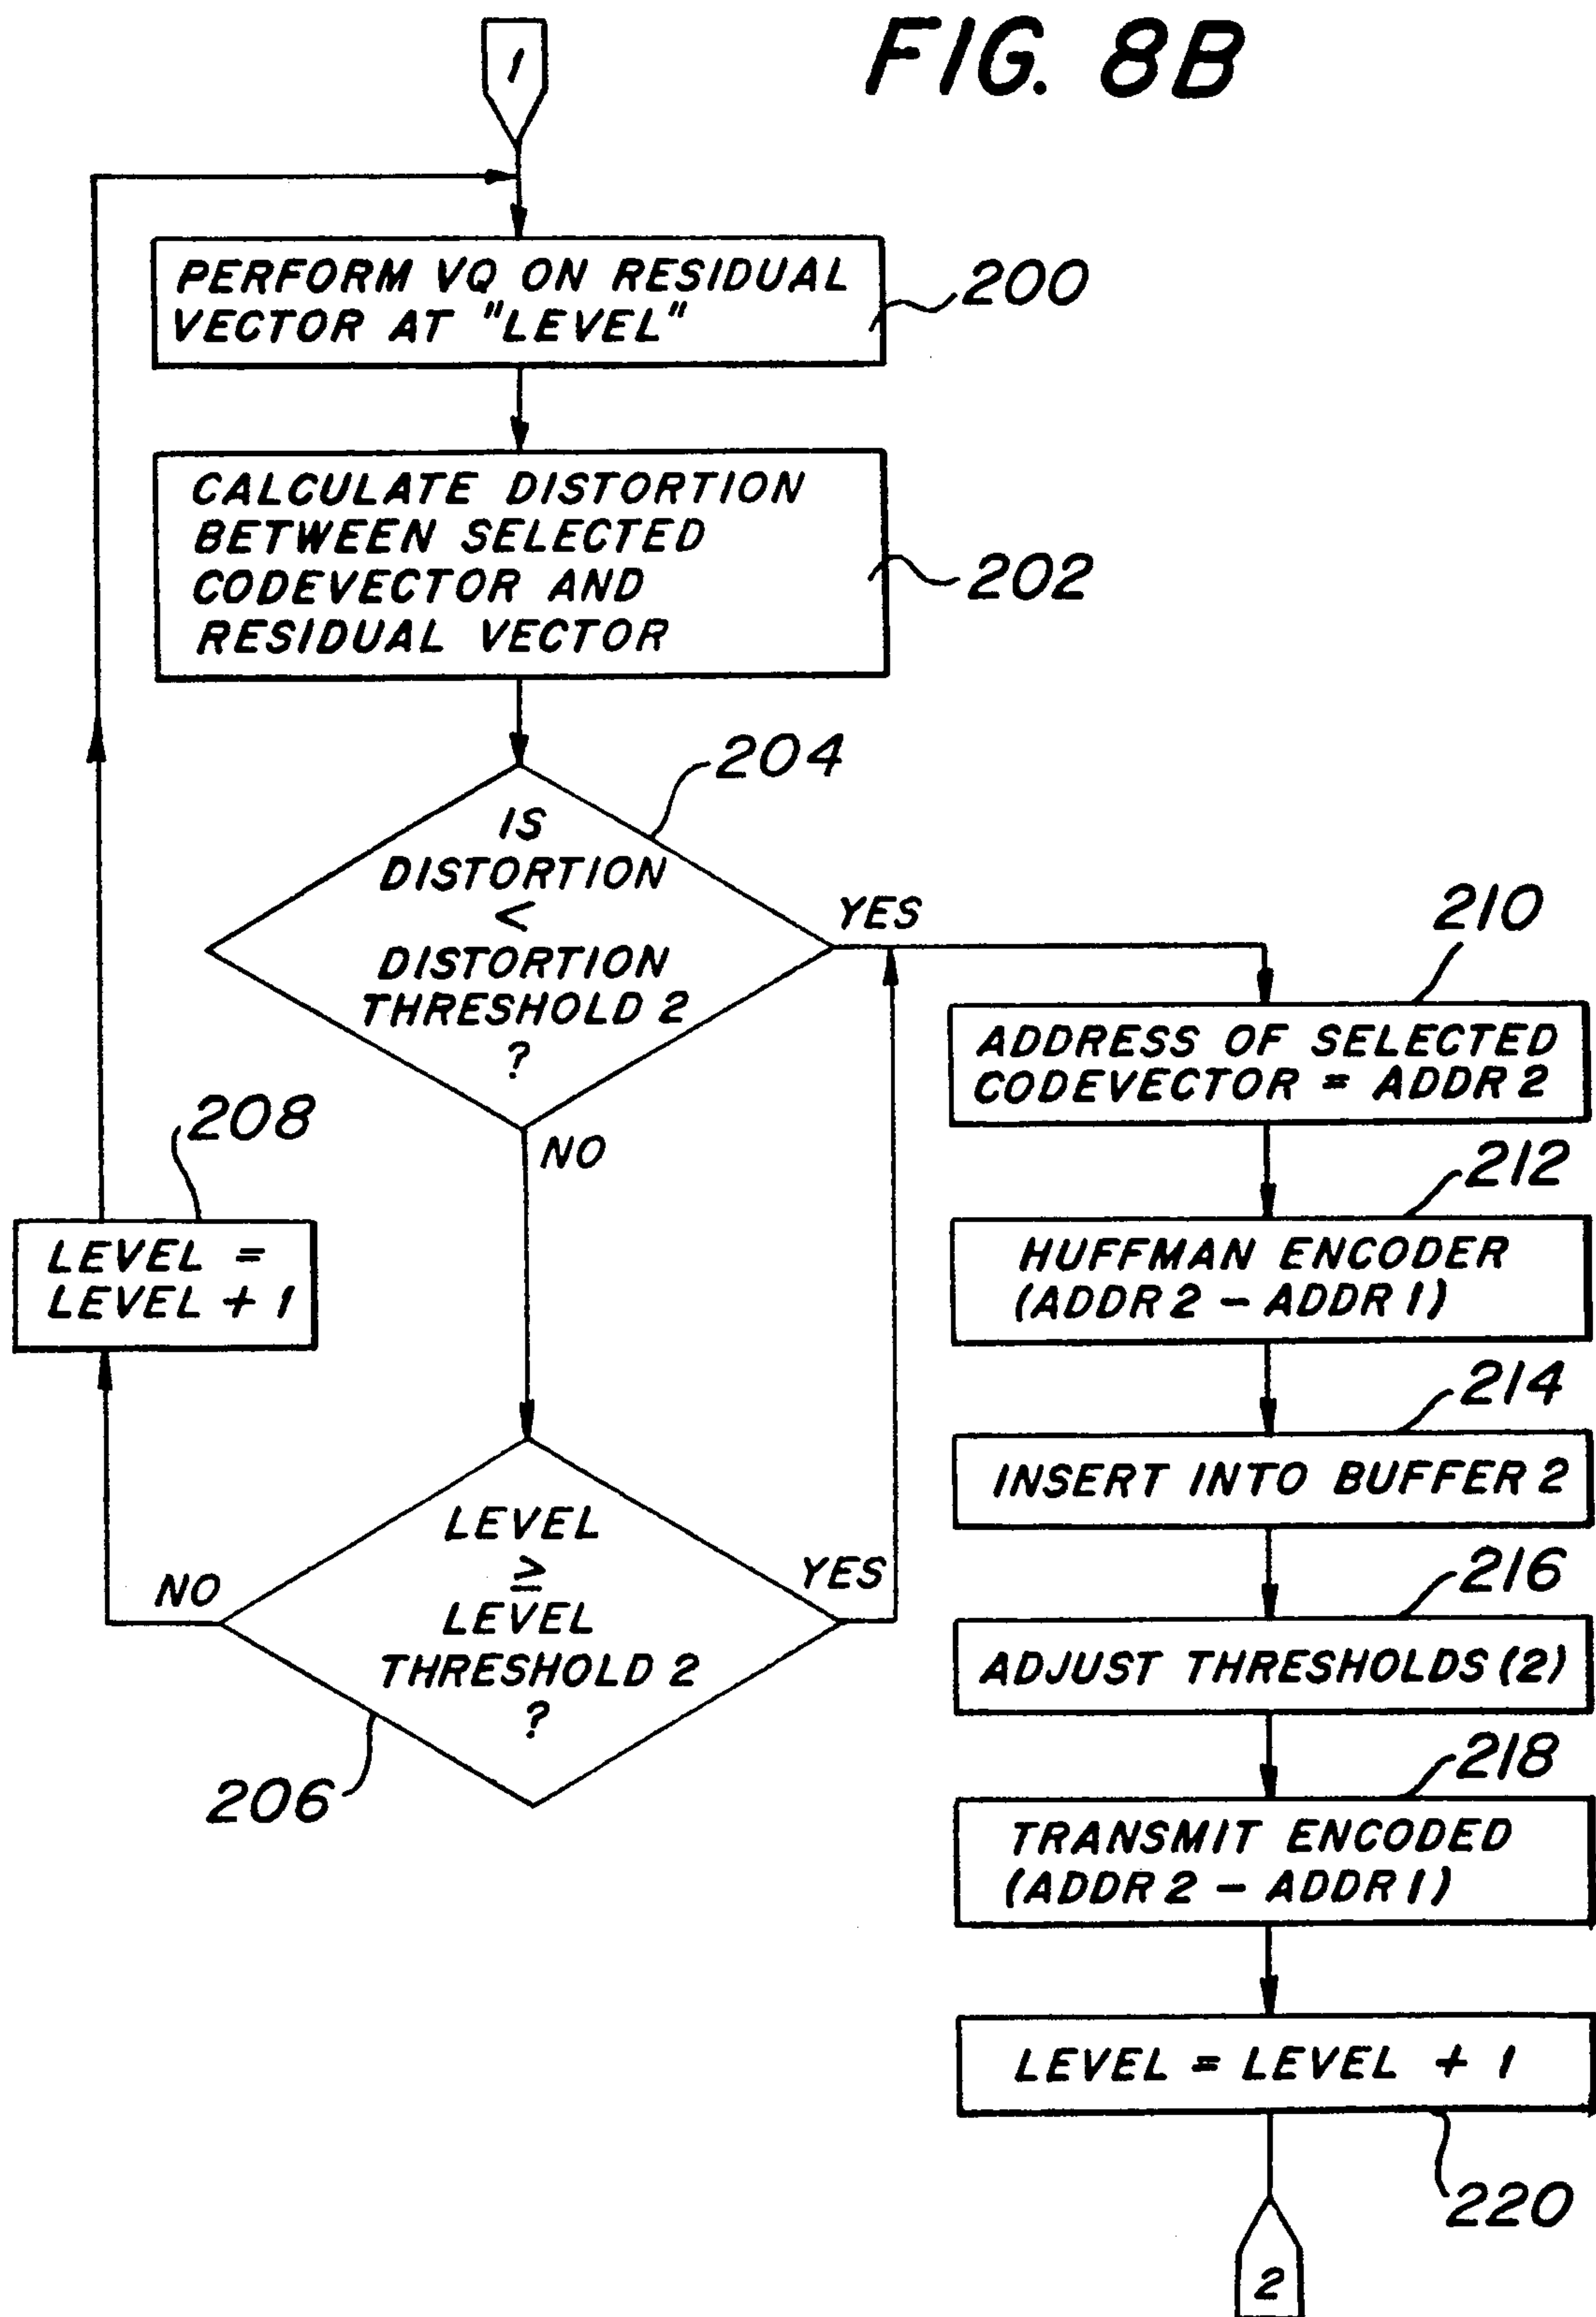 FIG. 8B
1
PERFORM VQ ON RESIDUAL
VECTOR AT "LEVEL"
200
CALCULATE DISTORTION
BETWEEN SELECTED
CODEVECTOR AND
RESIDUAL VECTOR
202
204
IS
DISTORTION
<
DISTORTION
THRESHOLD 2
?
YES
NO
208
LEVEL =
LEVEL + 1
LEVEL
≥
LEVEL
THRESHOLD 2
?
NO
YES
206
210
ADDRESS OF SELECTED
CODEVECTOR = ADDR 2
212
HUFFMAN ENCODER
(ADDR 2 - ADDR 1)
214
INSERT INTO BUFFER 2
216
ADJUST THRESHOLDS (2)
218
TRANSMIT ENCODED
(ADDR 2 - ADDR 1)
LEVEL = LEVEL + 1
220
2